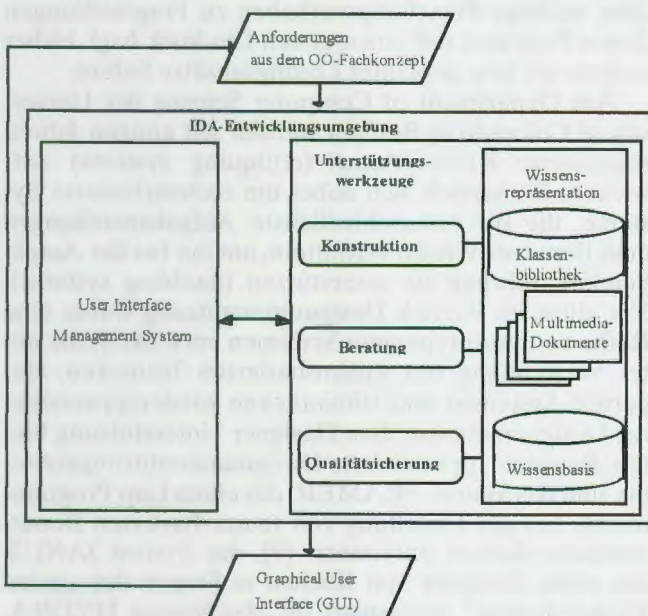 Anforderungen
aus dem OO-Fachkonzept
IDA-Entwicklungsumgebung
Unterstützungs-
werkzeuge
Wissens-
repräsentation
Konstruktion
Klassen-
bibliothek
User Interface
Management System
Multimedia-
Dokumente
Beratung
Qualitätsicherung
Wissensbasis
Graphical User
Interface (GUI)